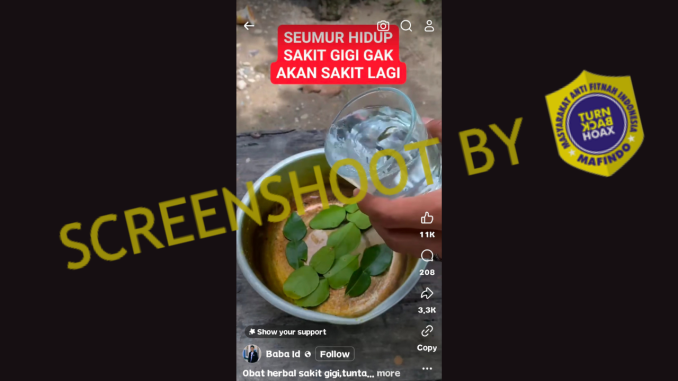 SEUMUR HIDUP
SAKIT GIGI GAK
AKAN SAKIT LAGI
SCREENSHOOT BY
MASYARAKAT ANTI FITNAH INDONESIA
TURN
BACK
HOAX
MAFINDO
11K
208
3,3K
Copy
Show your support
Baba Id
Follow
Obat herbal sakit gigi,tunta... more